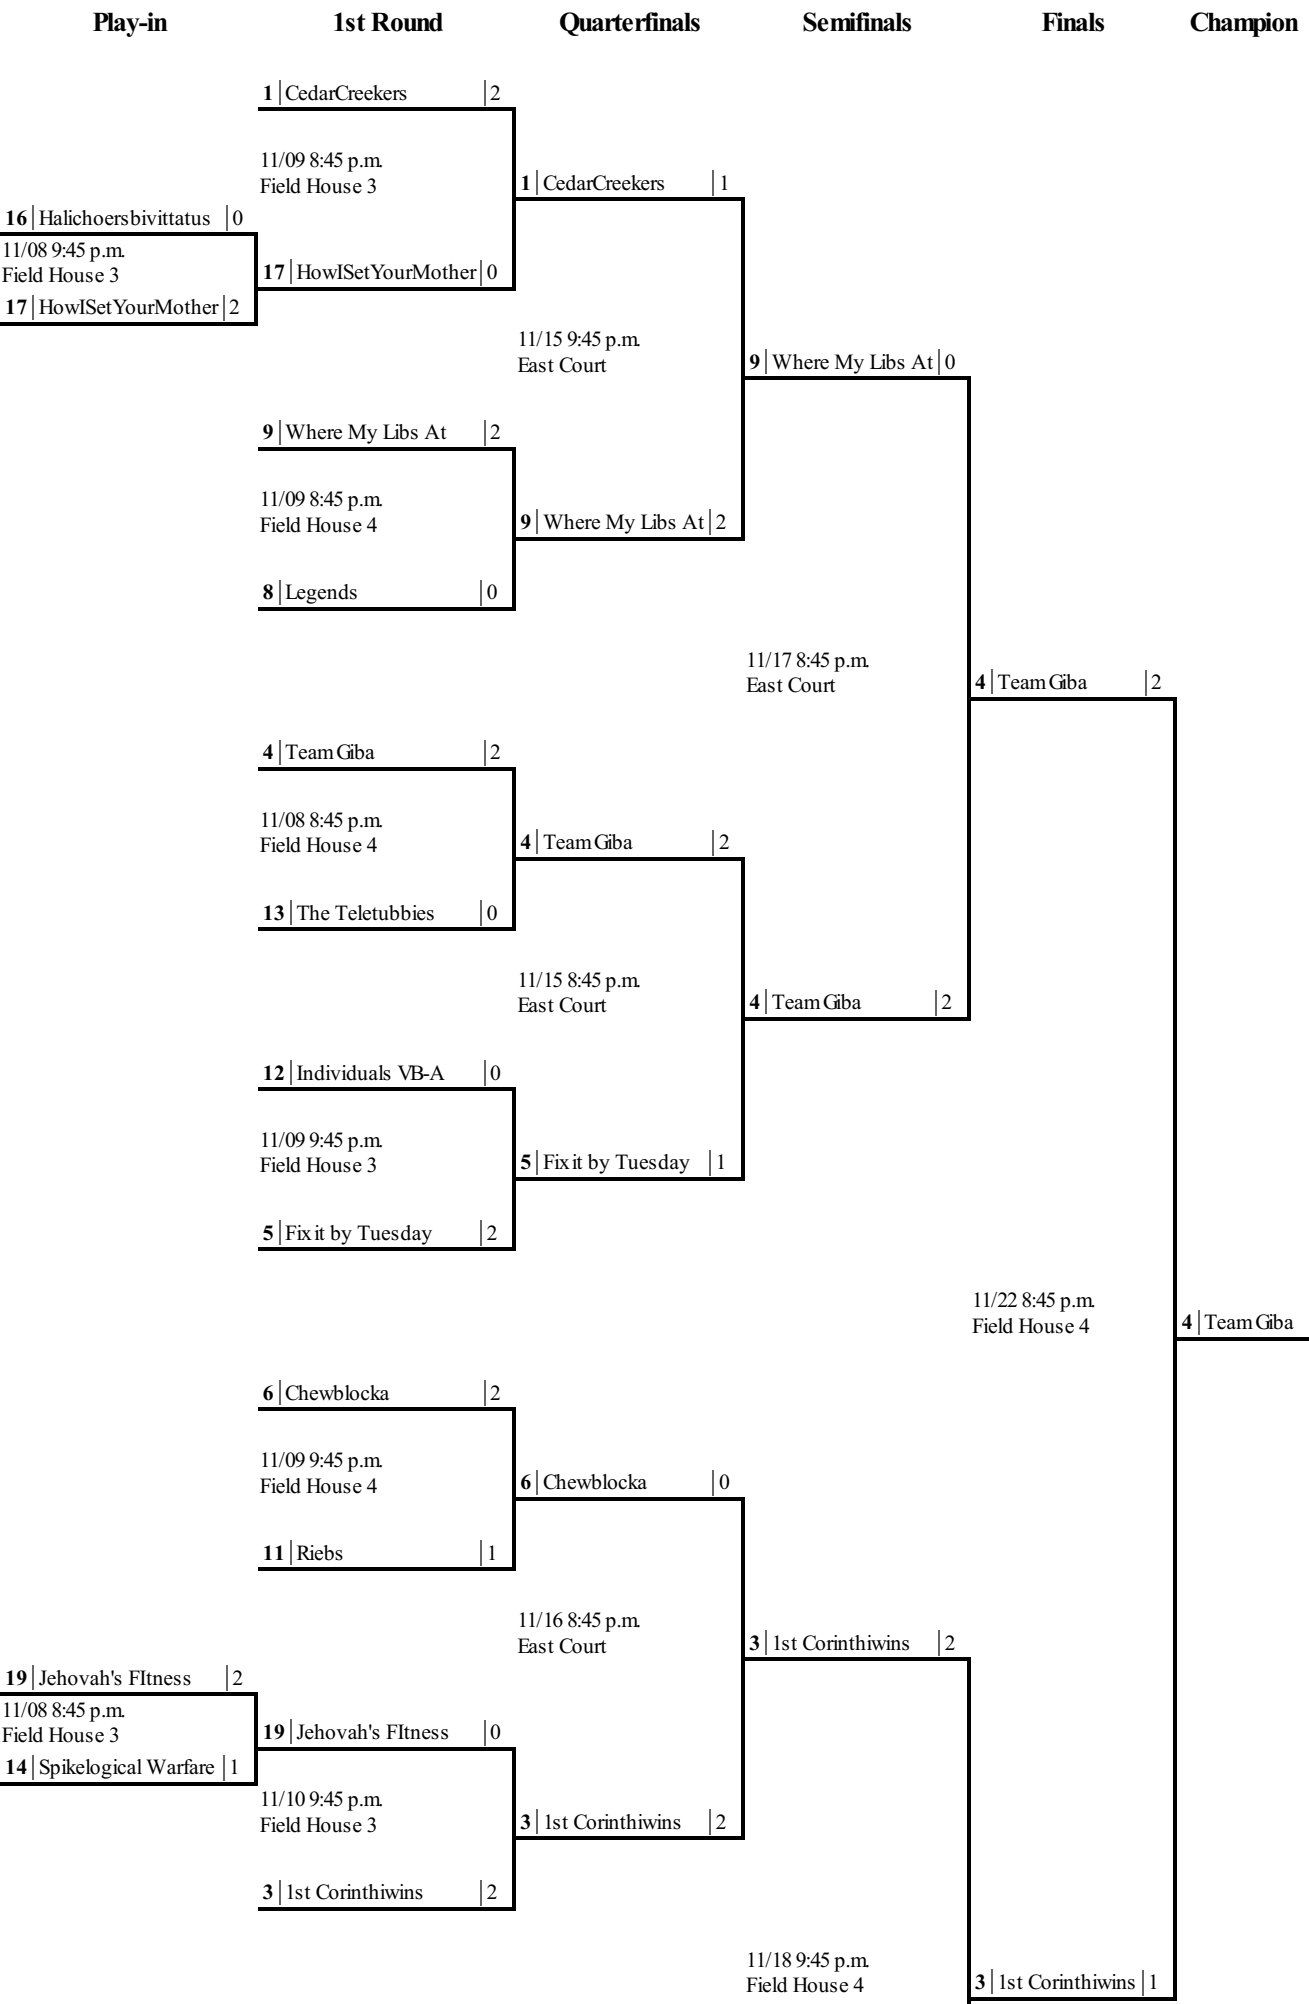 Play-in 1st Round Quarterfinals Semifinals Finals Champion
1 CedarCreekers 2
11/09 8:45 p.m.
Field House 3
1 CedarCreekers 1
16 Halichoersbivittatus 0
11/08 9:45 p.m.
Field House 3
17 HowISetYourMother 0
17 HowISetYourMother 2
11/15 9:45 p.m.
East Court
9 Where My Libs At 0
9 Where My Libs At 2
11/09 8:45 p.m.
Field House 4
9 Where My Libs At 2
8 Legends 0
11/17 8:45 p.m.
East Court
4 Team Giba 2
4 Team Giba 2
11/08 8:45 p.m.
Field House 4
4 Team Giba 2
13 The Teletubbies 0
11/15 8:45 p.m.
East Court
4 Team Giba 2
12 Individuals VB-A 0
11/09 9:45 p.m.
Field House 3
5 Fix it by Tuesday 1
5 Fix it by Tuesday 2
11/22 8:45 p.m.
Field House 4
4 Team Giba
6 Chewblocka 2
11/09 9:45 p.m.
Field House 4
6 Chewblocka 0
11 Riebs 1
11/16 8:45 p.m.
East Court
3 1st Corinthiwins 2
19 Jehovah's FItness 2
11/08 8:45 p.m.
Field House 3
19 Jehovah's FItness 0
14 Spikelogical Warfare 1
11/10 9:45 p.m.
Field House 3
3 1st Corinthiwins 2
3 1st Corinthiwins 2
11/18 9:45 p.m.
Field House 4
3 1st Corinthiwins 1